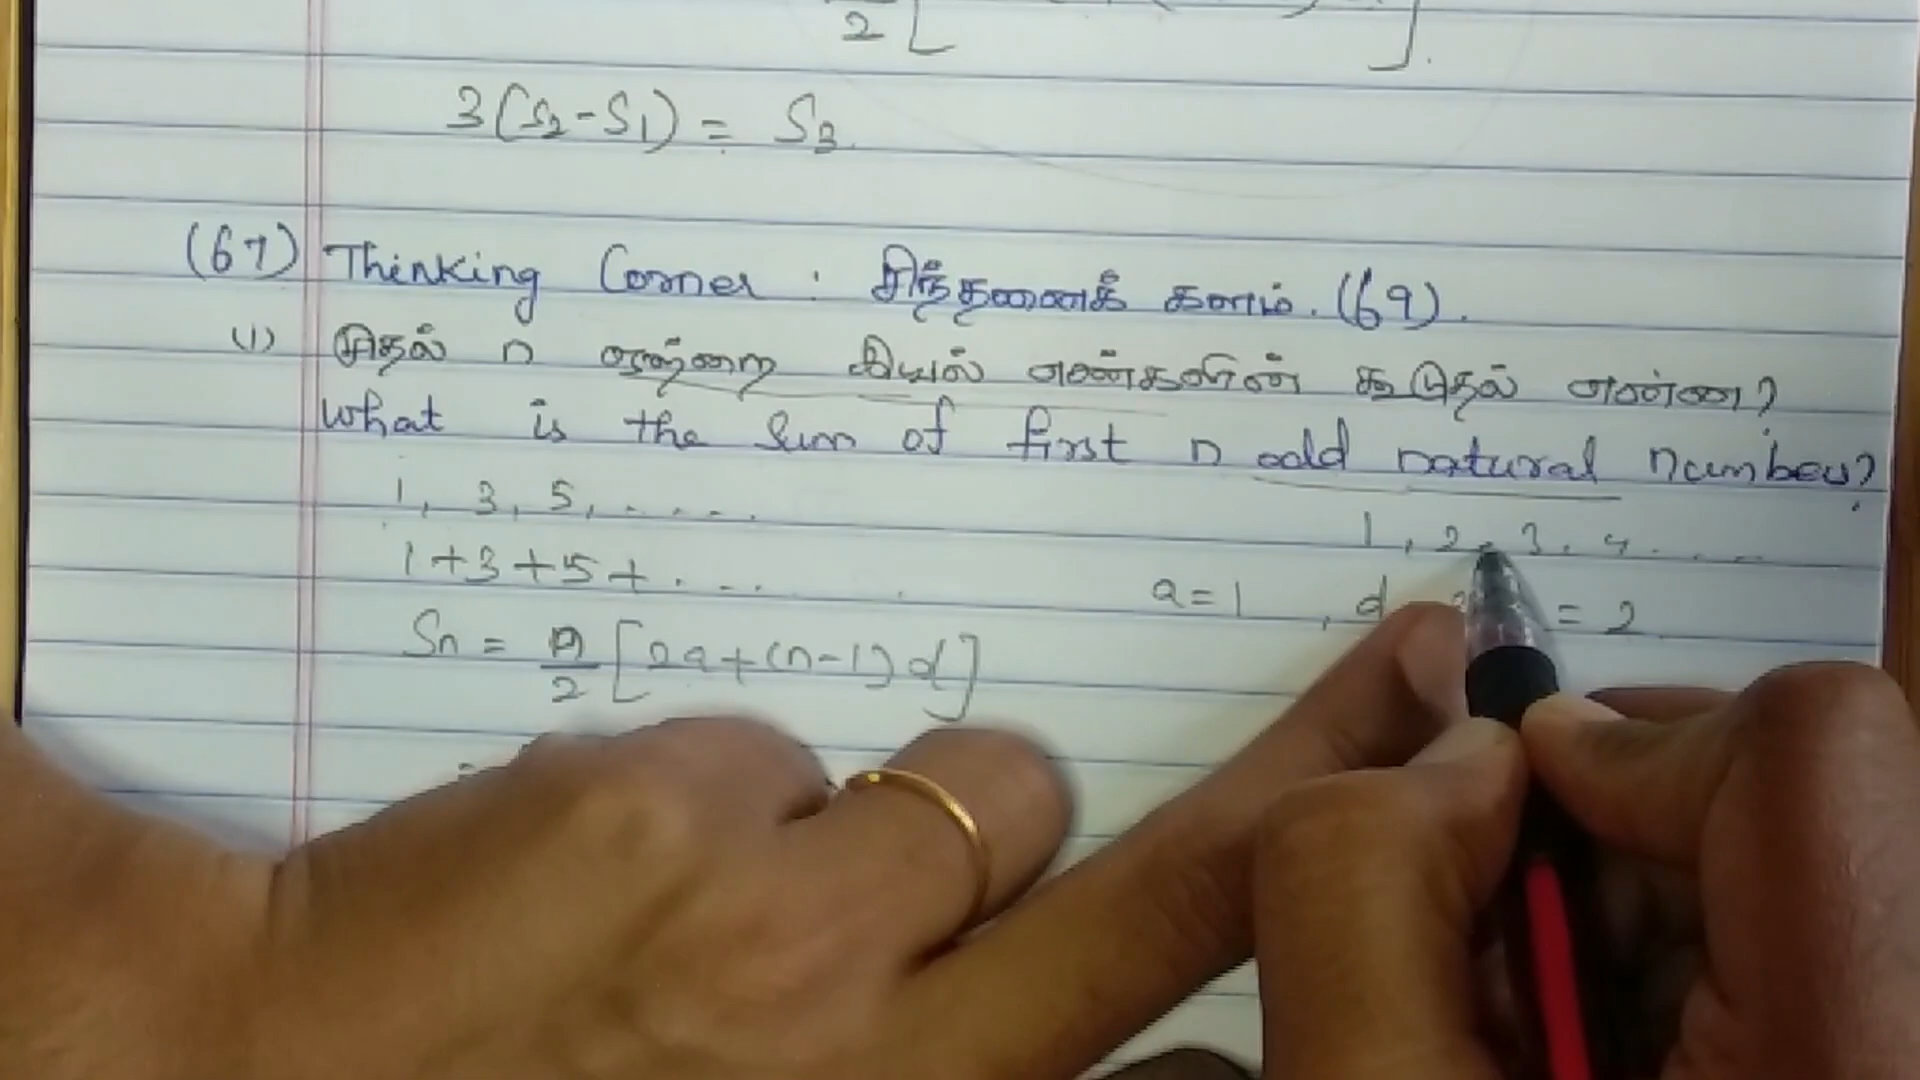 2 [ ].
3(S2-S1) = S3.
(67) Thinking Corner : சிந்தனைக் களம். (69).
(1) முதல் n ஒற்றை இயல் எண்களின் கூடுதல் என்ன?
What is the sum of first n odd natural number?
1, 3, 5, .....
1, 2, 3, 4....
1+3+5+....
a=1, d = 2
Sn = n/2 [2a+(n-1)d]